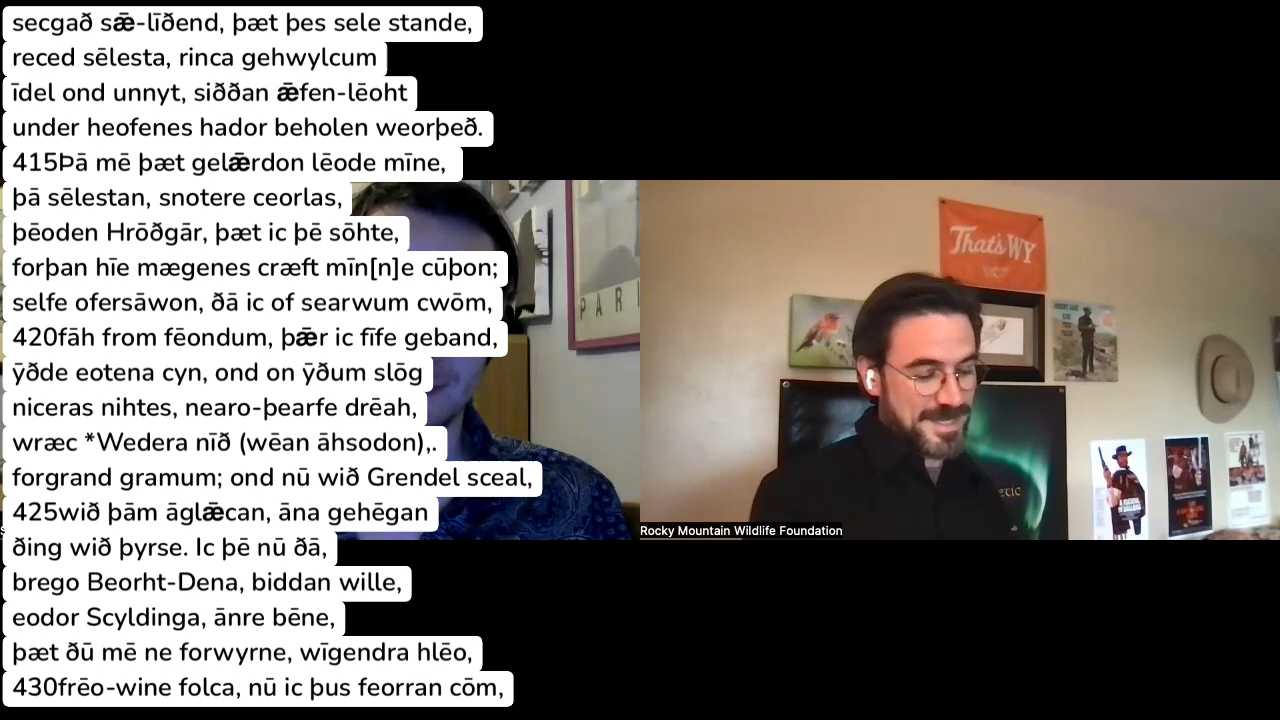 secgað sǣ-līðend, þæt þes sele stande,
reced sēlesta, rinca gehwylcum
īdel ond unnyt, siððan ǣfen-lēoht
under heofenes hador beholen weorþeð.
415Þā mē þæt gelǣrdon lēode mīne,
þā sēlestan, snotere ceorlas,
þēoden Hrōðgār, þæt ic þē sōhte,
forþan hīe mægenes cræft mīn[n]e cūþon;
selfe ofersāwon, ðā ic of searwum cwōm,
420fāh from fēondum, þǣr ic fīfe geband,
ȳðde eotena cyn, ond on ȳðum slōg
niceras nihtes, nearo-þearfe drēah,
wræc *Wedera nīð (wēan āhsodon),.
forgrand gramum; ond nū wið Grendel sceal,
425wið þām āglǣcan, āna gehēgan
ðing wið þyrse. Ic þē nū ðā,
brego Beorht-Dena, biddan wille,
eodor Scyldinga, ānre bēne,
þæt ðū mē ne forwyrne, wīgendra hlēo,
430frēo-wine folca, nū ic þus feorran cōm,
PARI
That's WY
Rocky Mountain Wildlife Foundation